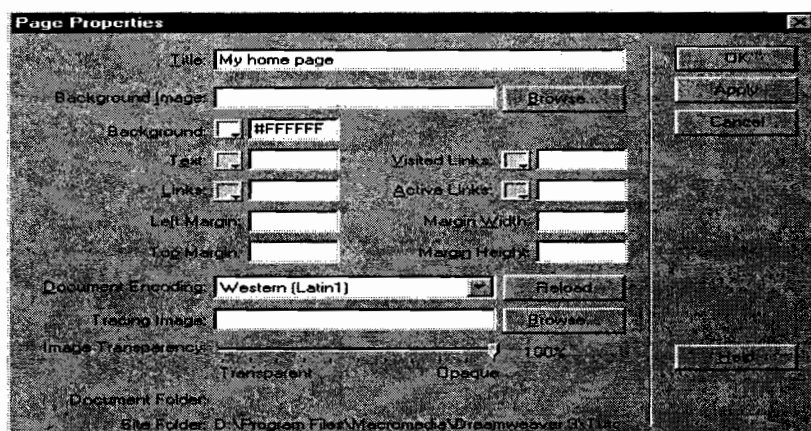 Page Properties
Title: My home page
OK
Background Image: Browse...
Apply
Background: #FFFFFF
Cancel
Text: Visited Links:
Links: Active Links:
Left Margin: Margin Width:
Top Margin: Margin Height:
Document Encoding: Western (Latin1) Reload
Tracing Image: Browse...
Image Transparency: 100%
Transparent Opaque
Help
Document Folder:
Site Folder: D:\Program Files\Macromedia\Dreamweaver 3\